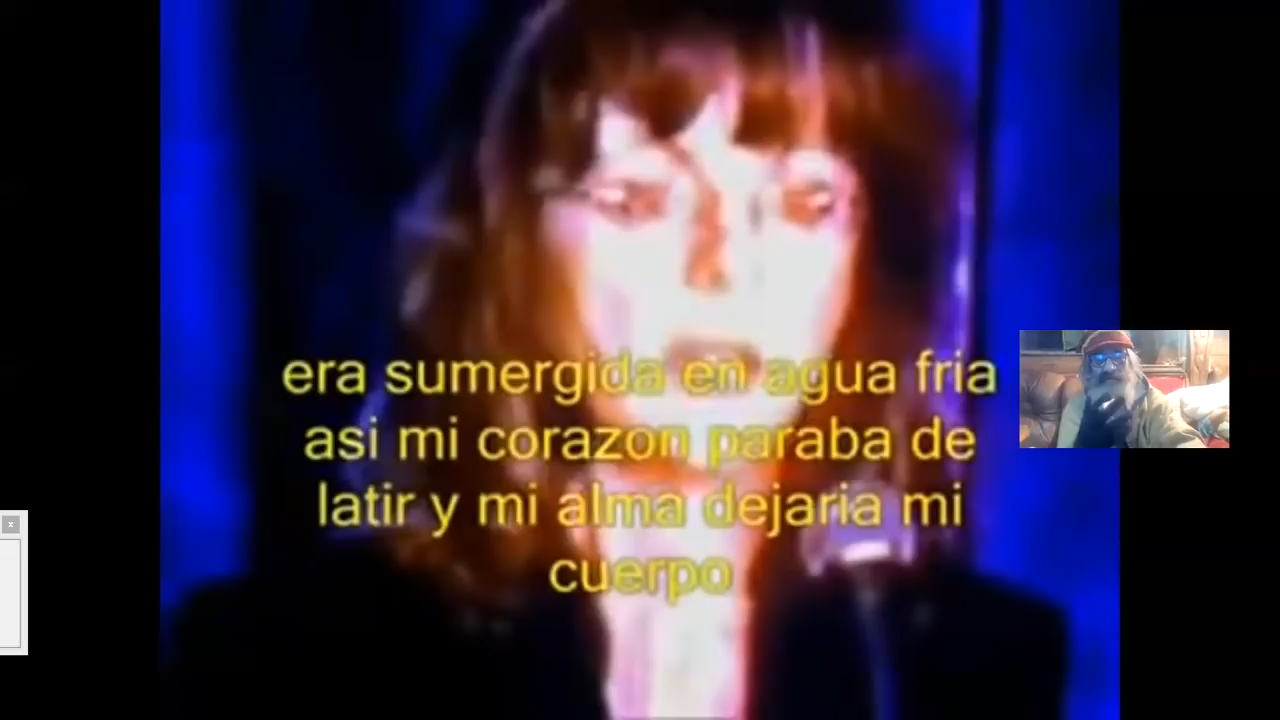 era sumergida en agua fria
asi mi corazon paraba de
latir y mi alma dejaria mi
cuerpo